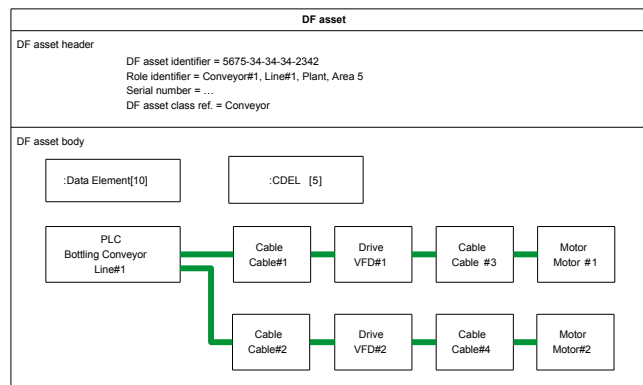 DF asset
DF asset header
DF asset identifier = 5675-34-34-34-2342
Role identifier = Conveyor#1, Line#1, Plant, Area 5
Serial number = …
DF asset class ref. = Conveyor
DF asset body
:Data Element[10]
:CDEL [5]
PLC
Bottling Conveyor
Line#1
Cable
Cable#1
Drive
VFD#1
Cable
Cable #3
Motor
Motor #1
Cable
Cable#2
Drive
VFD#2
Cable
Cable#4
Motor
Motor#2